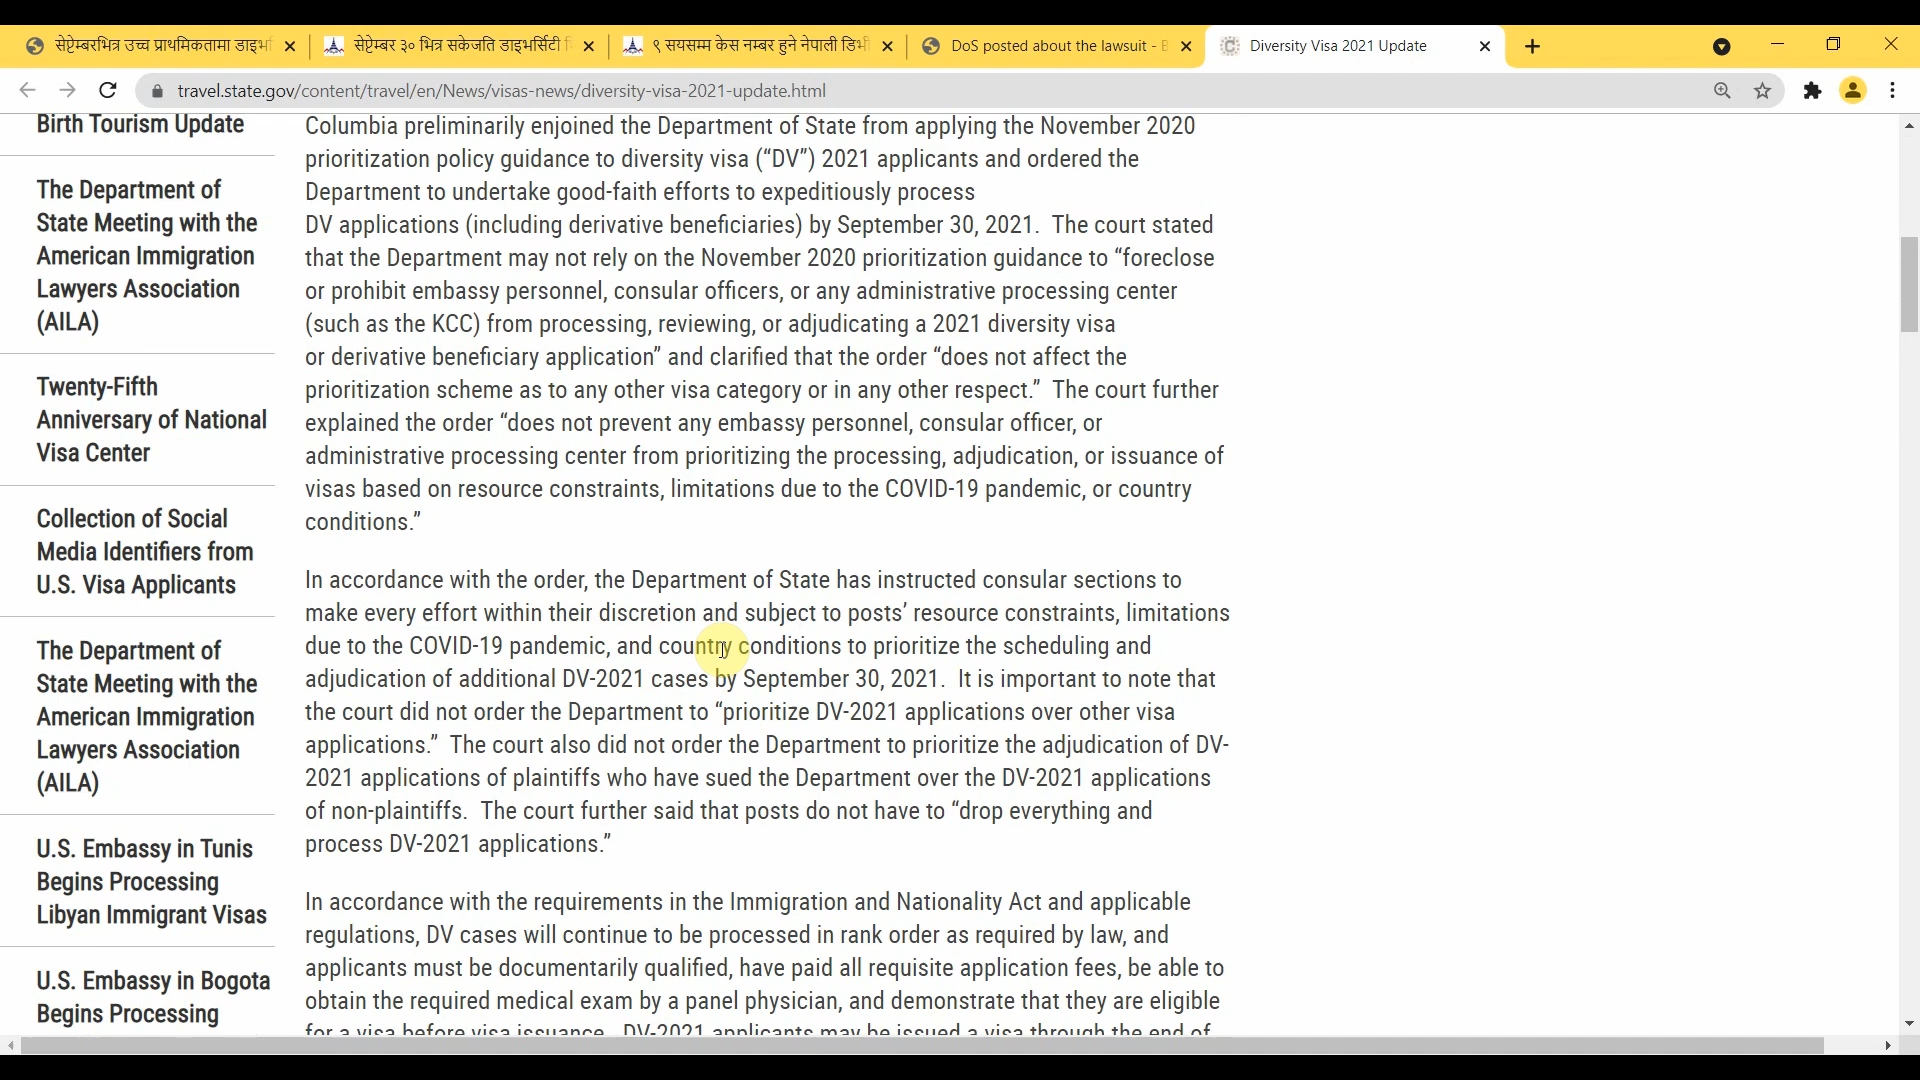 सेप्टेम्बरभित्र उच्च प्राथमिकतामा डाइभ
सेप्टेम्बर ३० भित्र सकेजति डाइभर्सिटी
९ सयसम्म केस नम्बर हुने नेपाली डिभी
DoS posted about the lawsuit - B
Diversity Visa 2021 Update
travel.state.gov/content/travel/en/News/visas-news/diversity-visa-2021-update.html
Birth Tourism Update
The Department of
State Meeting with the
American Immigration
Lawyers Association
(AILA)
Twenty-Fifth
Anniversary of National
Visa Center
Collection of Social
Media Identifiers from
U.S. Visa Applicants
The Department of
State Meeting with the
American Immigration
Lawyers Association
(AILA)
U.S. Embassy in Tunis
Begins Processing
Libyan Immigrant Visas
U.S. Embassy in Bogota
Begins Processing
Columbia preliminarily enjoined the Department of State from applying the November 2020
prioritization policy guidance to diversity visa (“DV”) 2021 applicants and ordered the
Department to undertake good-faith efforts to expeditiously process
DV applications (including derivative beneficiaries) by September 30, 2021.  The court stated
that the Department may not rely on the November 2020 prioritization guidance to “foreclose
or prohibit embassy personnel, consular officers, or any administrative processing center
(such as the KCC) from processing, reviewing, or adjudicating a 2021 diversity visa
or derivative beneficiary application” and clarified that the order “does not affect the
prioritization scheme as to any other visa category or in any other respect.”  The court further
explained the order “does not prevent any embassy personnel, consular officer, or
administrative processing center from prioritizing the processing, adjudication, or issuance of
visas based on resource constraints, limitations due to the COVID-19 pandemic, or country
conditions.”
In accordance with the order, the Department of State has instructed consular sections to
make every effort within their discretion and subject to posts’ resource constraints, limitations
due to the COVID-19 pandemic, and country conditions to prioritize the scheduling and
adjudication of additional DV-2021 cases by September 30, 2021.  It is important to note that
the court did not order the Department to “prioritize DV-2021 applications over other visa
applications.”  The court also did not order the Department to prioritize the adjudication of DV-
2021 applications of plaintiffs who have sued the Department over the DV-2021 applications
of non-plaintiffs.  The court further said that posts do not have to “drop everything and
process DV-2021 applications.”
In accordance with the requirements in the Immigration and Nationality Act and applicable
regulations, DV cases will continue to be processed in rank order as required by law, and
applicants must be documentarily qualified, have paid all requisite application fees, be able to
obtain the required medical exam by a panel physician, and demonstrate that they are eligible
for a visa before visa issuance.  DV-2021 applicants may be issued a visa through the end of